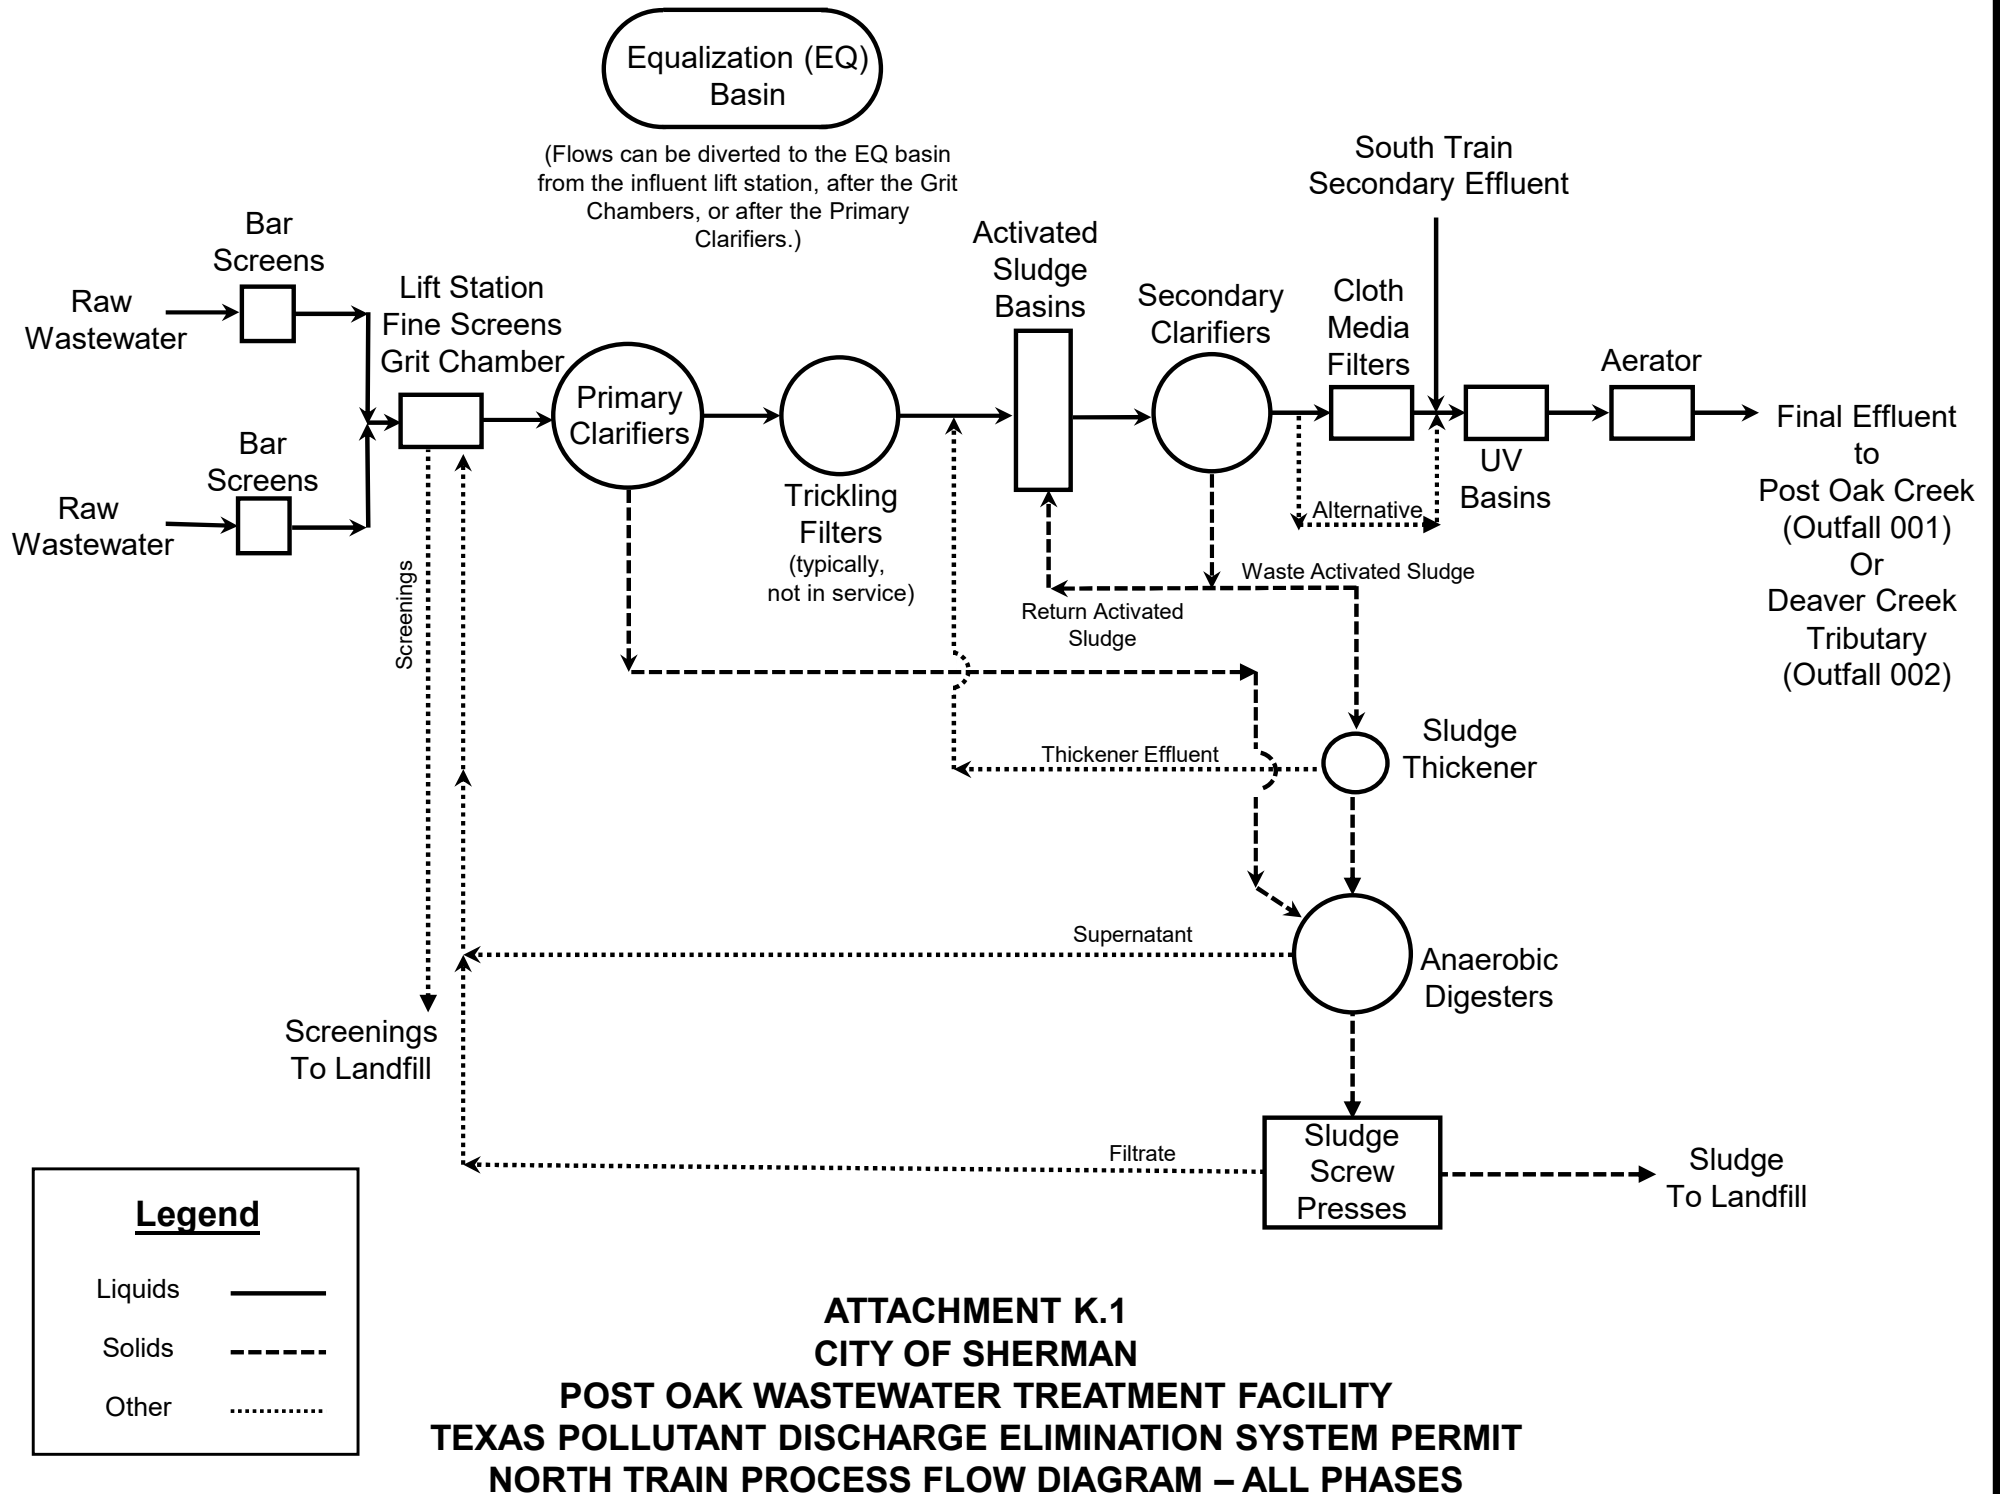 Equalization (EQ)
Basin
(Flows can be diverted to the EQ basin
from the influent lift station, after the Grit
Chambers, or after the Primary
Clarifiers.)
South Train
Secondary Effluent
Bar
Screens
Raw
Wastewater
Lift Station
Fine Screens
Grit Chamber
Bar
Screens
Raw
Wastewater
Primary
Clarifiers
Trickling
Filters
(typically,
not in service)
Activated
Sludge
Basins
Secondary
Clarifiers
Cloth
Media
Filters
Alternative
UV
Basins
Aerator
Final Effluent
to
Post Oak Creek
(Outfall 001)
Or
Deaver Creek
Tributary
(Outfall 002)
Waste Activated Sludge
Return Activated
Sludge
Screenings
Sludge
Thickener
Thickener Effluent
Supernatant
Anaerobic
Digesters
Screenings
To Landfill
Filtrate
Sludge
Screw
Presses
Sludge
To Landfill
Legend
Liquids
Solids
Other
ATTACHMENT K.1
CITY OF SHERMAN
POST OAK WASTEWATER TREATMENT FACILITY
TEXAS POLLUTANT DISCHARGE ELIMINATION SYSTEM PERMIT
NORTH TRAIN PROCESS FLOW DIAGRAM – ALL PHASES